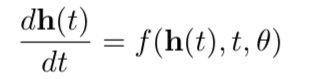 d𝐡(t)/dt = f(𝐡(t), t, θ)